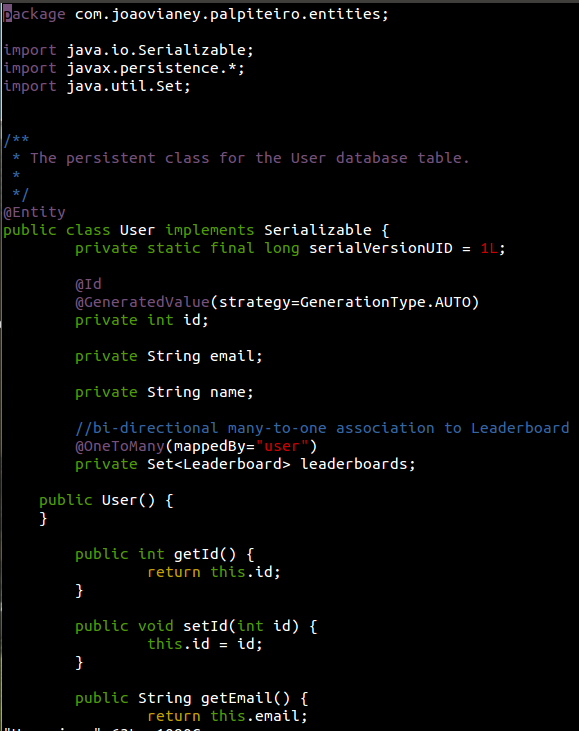 package com.joaovianey.palpiteiro.entities;
import java.io.Serializable;
import javax.persistence.*;
import java.util.Set;
/**
 * The persistent class for the User database table.
 *
 */
@Entity
public class User implements Serializable {
        private static final long serialVersionUID = 1L;
        @Id
        @GeneratedValue(strategy=GenerationType.AUTO)
        private int id;
        private String email;
        private String name;
        //bi-directional many-to-one association to Leaderboard
        @OneToMany(mappedBy="user")
        private Set<Leaderboard> leaderboards;
    public User() {
    }
        public int getId() {
                return this.id;
        }
        public void setId(int id) {
                this.id = id;
        }
        public String getEmail() {
                return this.email;